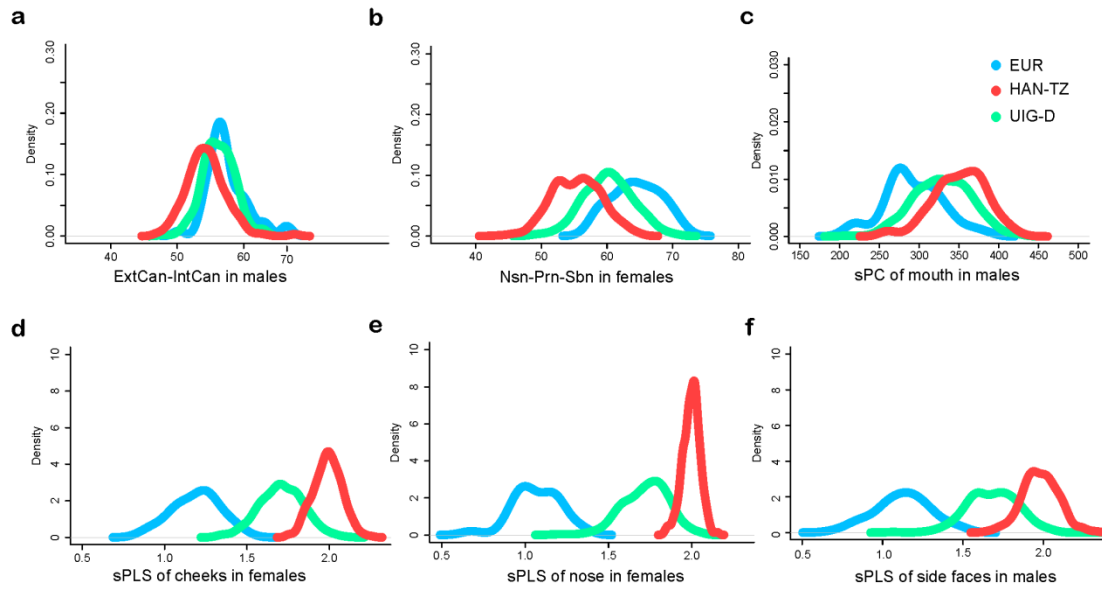 a
Density
0.00 0.10 0.20 0.30
40 50 60 70
ExtCan-IntCan in males
b
Density
0.00 0.10 0.20 0.30
40 50 60 70 80
Nsn-Prn-Sbn in females
c
EUR
HAN-TZ
UIG-D
Density
0.000 0.010 0.020 0.030
150 200 250 300 350 400 450 500
sPC of mouth in males
d
Density
0 2 4 6 8 10
0.5 1.0 1.5 2.0
sPLS of cheeks in females
e
Density
0 2 4 6 8 10
0.5 1.0 1.5 2.0
sPLS of nose in females
f
Density
0 2 4 6 8 10
0.5 1.0 1.5 2.0
sPLS of side faces in males